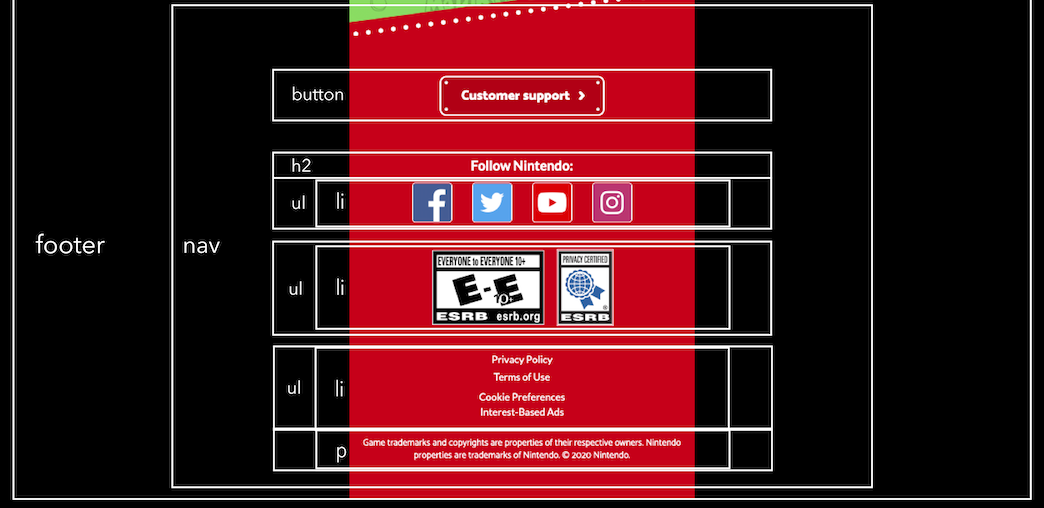 button
Customer support
h2
Follow Nintendo:
footer
nav
ul
li
ul
li
EVERYONE to EVERYONE 10+
E-E
10+
ESRB esrb.org
PRIVACY CERTIFIED
ESRB
ul
li
Privacy Policy
Terms of Use
Cookie Preferences
Interest-Based Ads
p
Game trademarks and copyrights are properties of their respective owners. Nintendo
properties are trademarks of Nintendo. © 2020 Nintendo.